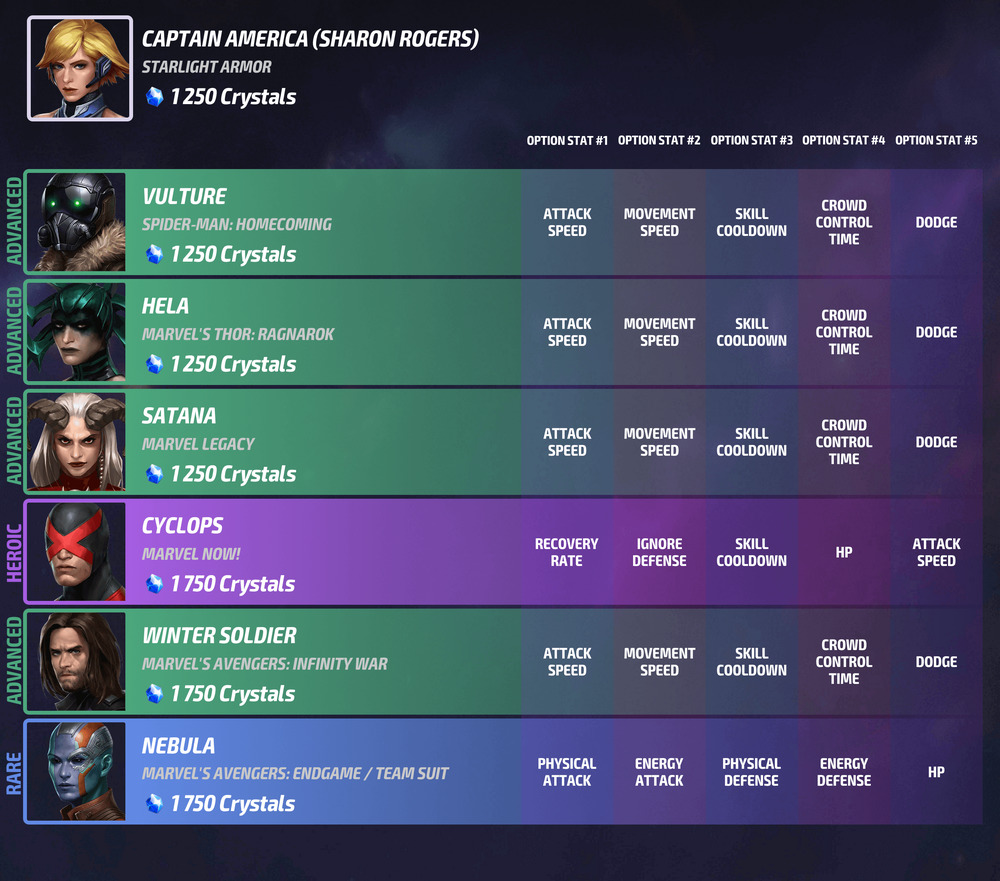 CAPTAIN AMERICA (SHARON ROGERS)
STARLIGHT ARMOR
1 250 Crystals
OPTION STAT #1 OPTION STAT #2 OPTION STAT #3 OPTION STAT #4 OPTION STAT #5
ADVANCED
VULTURE
SPIDER-MAN: HOMECOMING
1 250 Crystals
ATTACK
SPEED
MOVEMENT
SPEED
SKILL
COOLDOWN
CROWD
CONTROL
TIME
DODGE
ADVANCED
HELA
MARVEL'S THOR: RAGNAROK
1 250 Crystals
ATTACK
SPEED
MOVEMENT
SPEED
SKILL
COOLDOWN
CROWD
CONTROL
TIME
DODGE
ADVANCED
SATANA
MARVEL LEGACY
1 250 Crystals
ATTACK
SPEED
MOVEMENT
SPEED
SKILL
COOLDOWN
CROWD
CONTROL
TIME
DODGE
HEROIC
CYCLOPS
MARVEL NOW!
1 750 Crystals
RECOVERY
RATE
IGNORE
DEFENSE
SKILL
COOLDOWN
HP
ATTACK
SPEED
ADVANCED
WINTER SOLDIER
MARVEL'S AVENGERS: INFINITY WAR
1 750 Crystals
ATTACK
SPEED
MOVEMENT
SPEED
SKILL
COOLDOWN
CROWD
CONTROL
TIME
DODGE
RARE
NEBULA
MARVEL'S AVENGERS: ENDGAME / TEAM SUIT
1 750 Crystals
PHYSICAL
ATTACK
ENERGY
ATTACK
PHYSICAL
DEFENSE
ENERGY
DEFENSE
HP